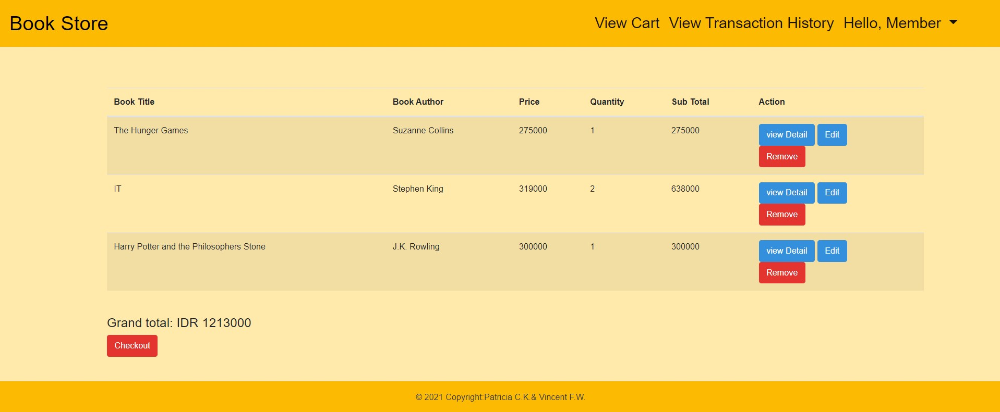 Book Store View Cart View Transaction History Hello, Member
Book Title Book Author Price Quantity Sub Total Action
The Hunger Games Suzanne Collins 275000 1 275000 view Detail Edit
Remove
IT Stephen King 319000 2 638000 view Detail Edit
Remove
Harry Potter and the Philosophers Stone J.K. Rowling 300000 1 300000 view Detail Edit
Remove
Grand total: IDR 1213000
Checkout
© 2021 Copyright:Patricia C.K.& Vincent F.W.